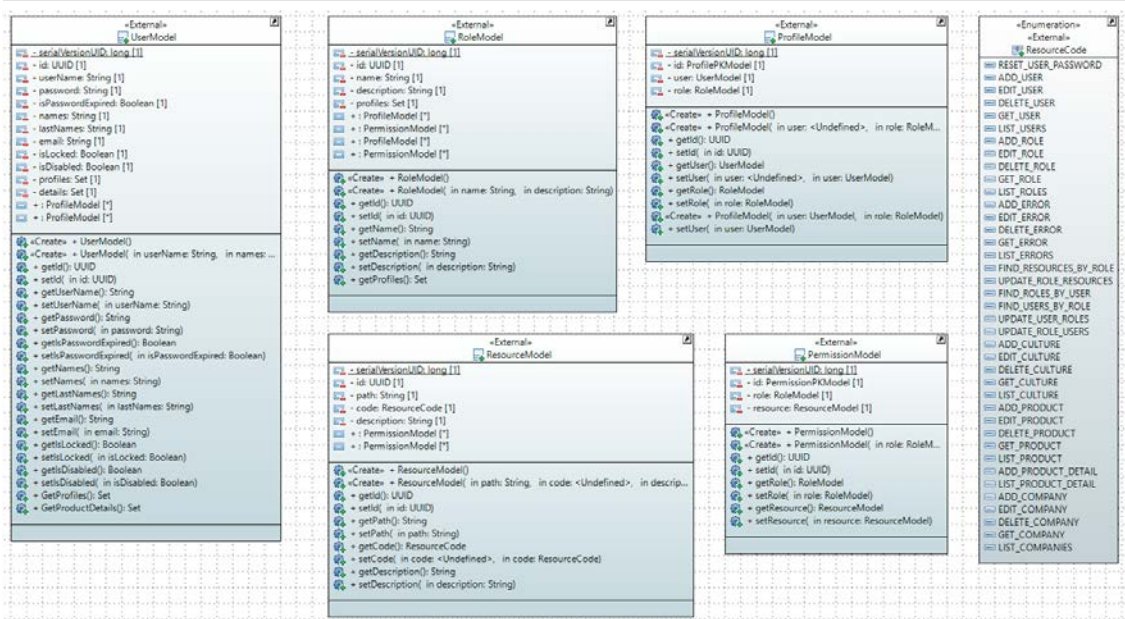 «External»
UserModel
- serialVersionUID: long [1]
- id: UUID [1]
- userName: String [1]
- password: String [1]
- isPasswordExpired: Boolean [1]
- names: String [1]
- lastNames: String [1]
- email: String [1]
- isLocked: Boolean [1]
- isDisabled: Boolean [1]
- profiles: Set [1]
- details: Set [1]
+ : ProfileModel [*]
+ : ProfileModel [*]
«Create» + UserModel()
«Create» + UserModel( in userName: String, in names: ...
+ getId(): UUID
+ setId( in id: UUID)
+ getUserName(): String
+ setUserName( in userName: String)
+ getPassword(): String
+ setPassword( in password: String)
+ getIsPasswordExpired(): Boolean
+ setIsPasswordExpired( in isPasswordExpired: Boolean)
+ getNames(): String
+ setNames( in names: String)
+ getLastNames(): String
+ setLastNames( in lastNames: String)
+ getEmail(): String
+ setEmail( in email: String)
+ getIsLocked(): Boolean
+ setIsLocked( in isLocked: Boolean)
+ getIsDisabled(): Boolean
+ setIsDisabled( in isDisabled: Boolean)
+ GetProfiles(): Set
+ GetProductDetails(): Set
«External»
RoleModel
- serialVersionUID: long [1]
- id: UUID [1]
- name: String [1]
- description: String [1]
- profiles: Set [1]
+ : ProfileModel [*]
+ : PermissionModel [*]
+ : ProfileModel [*]
+ : PermissionModel [*]
«Create» + RoleModel()
«Create» + RoleModel( in name: String, in description: String)
+ getId(): UUID
+ setId( in id: UUID)
+ getName(): String
+ setName( in name: String)
+ getDescription(): String
+ setDescription( in description: String)
+ getProfiles(): Set
«External»
ProfileModel
- serialVersionUID: long [1]
- id: ProfilePKModel [1]
- user: UserModel [1]
- role: RoleModel [1]
«Create» + ProfileModel()
«Create» + ProfileModel( in user: <Undefined>, in role: RoleM...
+ getId(): UUID
+ setId( in id: UUID)
+ getUser(): UserModel
+ setUser( in user: <Undefined>, in user: UserModel)
+ getRole(): RoleModel
+ setRole( in role: RoleModel)
«Create» + ProfileModel( in user: UserModel, in role: RoleModel)
+ setUser( in user: UserModel)
«External»
ResourceModel
- serialVersionUID: long [1]
- id: UUID [1]
- path: String [1]
- code: ResourceCode [1]
- description: String [1]
+ : PermissionModel [*]
+ : PermissionModel [*]
«Create» + ResourceModel()
«Create» + ResourceModel( in path: String, in code: <Undefined>, in descrip...
+ getId(): UUID
+ setId( in id: UUID)
+ getPath(): String
+ setPath( in path: String)
+ getCode(): ResourceCode
+ setCode( in code: <Undefined>, in code: ResourceCode)
+ getDescription(): String
+ setDescription( in description: String)
«External»
PermissionModel
- serialVersionUID: long [1]
- id: PermissionPKModel [1]
- role: RoleModel [1]
- resource: ResourceModel [1]
«Create» + PermissionModel()
«Create» + PermissionModel( in role: RoleM...
+ getId(): UUID
+ setId( in id: UUID)
+ getRole(): RoleModel
+ setRole( in role: RoleModel)
+ getResource(): ResourceModel
+ setResource( in resource: ResourceModel)
«Enumeration»
«External»
ResourceCode
RESET_USER_PASSWORD
ADD_USER
EDIT_USER
DELETE_USER
GET_USER
LIST_USERS
ADD_ROLE
EDIT_ROLE
DELETE_ROLE
GET_ROLE
LIST_ROLES
ADD_ERROR
EDIT_ERROR
DELETE_ERROR
GET_ERROR
LIST_ERRORS
FIND_RESOURCES_BY_ROLE
UPDATE_ROLE_RESOURCES
FIND_ROLES_BY_USER
FIND_USERS_BY_ROLE
UPDATE_USER_ROLES
UPDATE_ROLE_USERS
ADD_CULTURE
EDIT_CULTURE
DELETE_CULTURE
GET_CULTURE
LIST_CULTURE
ADD_PRODUCT
EDIT_PRODUCT
DELETE_PRODUCT
GET_PRODUCT
LIST_PRODUCT
ADD_PRODUCT_DETAIL
LIST_PRODUCT_DETAIL
ADD_COMPANY
EDIT_COMPANY
DELETE_COMPANY
GET_COMPANY
LIST_COMPANIES